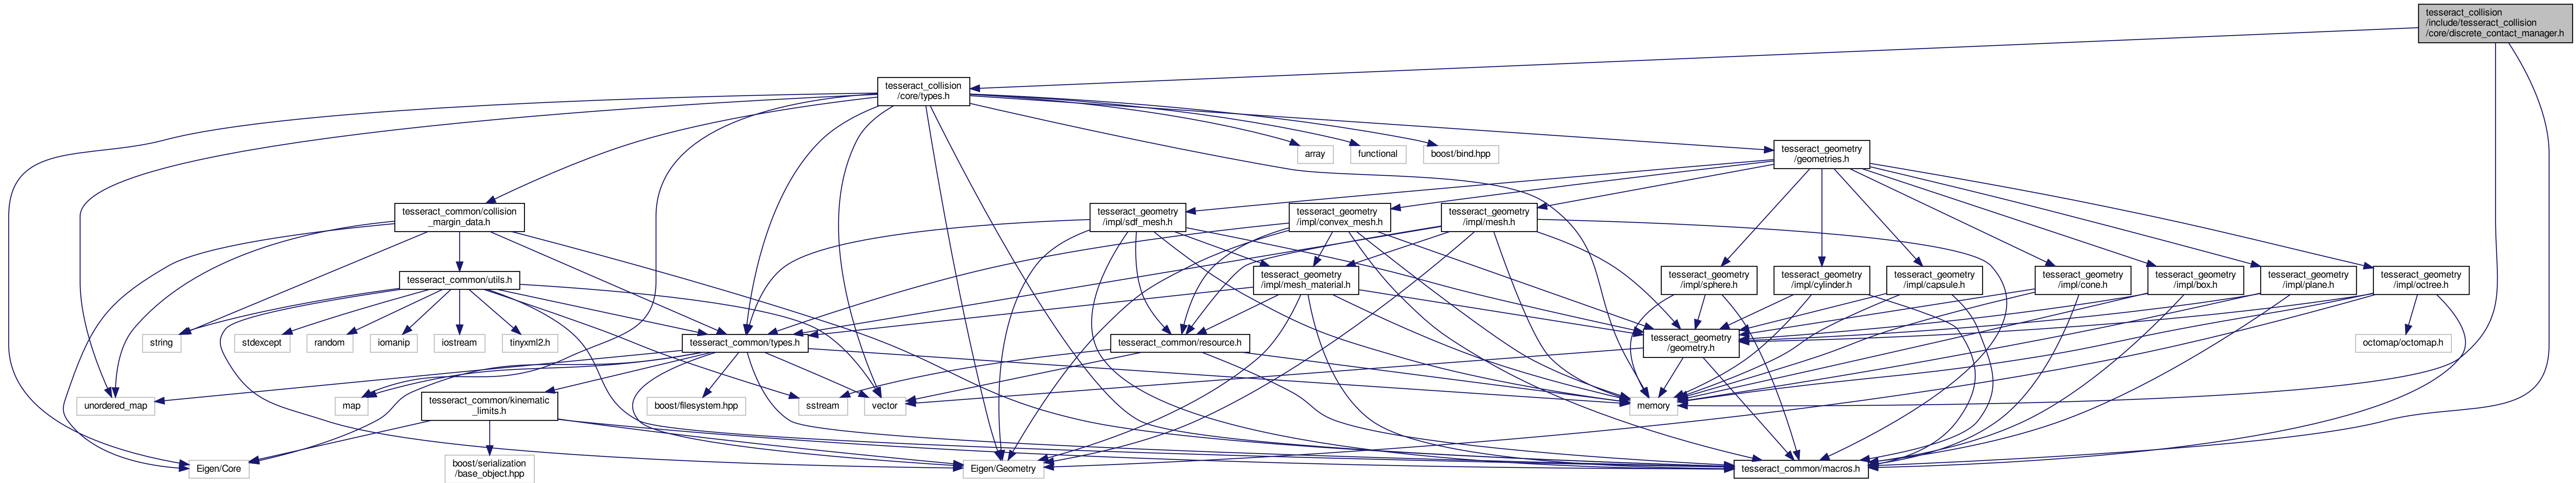 tesseract_collision
/include/tesseract_collision
/core/discrete_contact_manager.h
tesseract_collision
/core/types.h
array
functional
boost/bind.hpp
tesseract_geometry
/geometries.h
tesseract_common/collision
_margin_data.h
tesseract_geometry
/impl/sdf_mesh.h
tesseract_geometry
/impl/convex_mesh.h
tesseract_geometry
/impl/mesh.h
tesseract_common/utils.h
tesseract_geometry
/impl/mesh_material.h
tesseract_geometry
/impl/sphere.h
tesseract_geometry
/impl/cylinder.h
tesseract_geometry
/impl/capsule.h
tesseract_geometry
/impl/cone.h
tesseract_geometry
/impl/box.h
tesseract_geometry
/impl/plane.h
tesseract_geometry
/impl/octree.h
string
stdexcept
random
iomanip
iostream
tinyxml2.h
tesseract_common/types.h
tesseract_common/resource.h
tesseract_geometry
/geometry.h
octomap/octomap.h
unordered_map
map
tesseract_common/kinematic
_limits.h
boost/filesystem.hpp
sstream
vector
memory
Eigen/Core
boost/serialization
/base_object.hpp
Eigen/Geometry
tesseract_common/macros.h